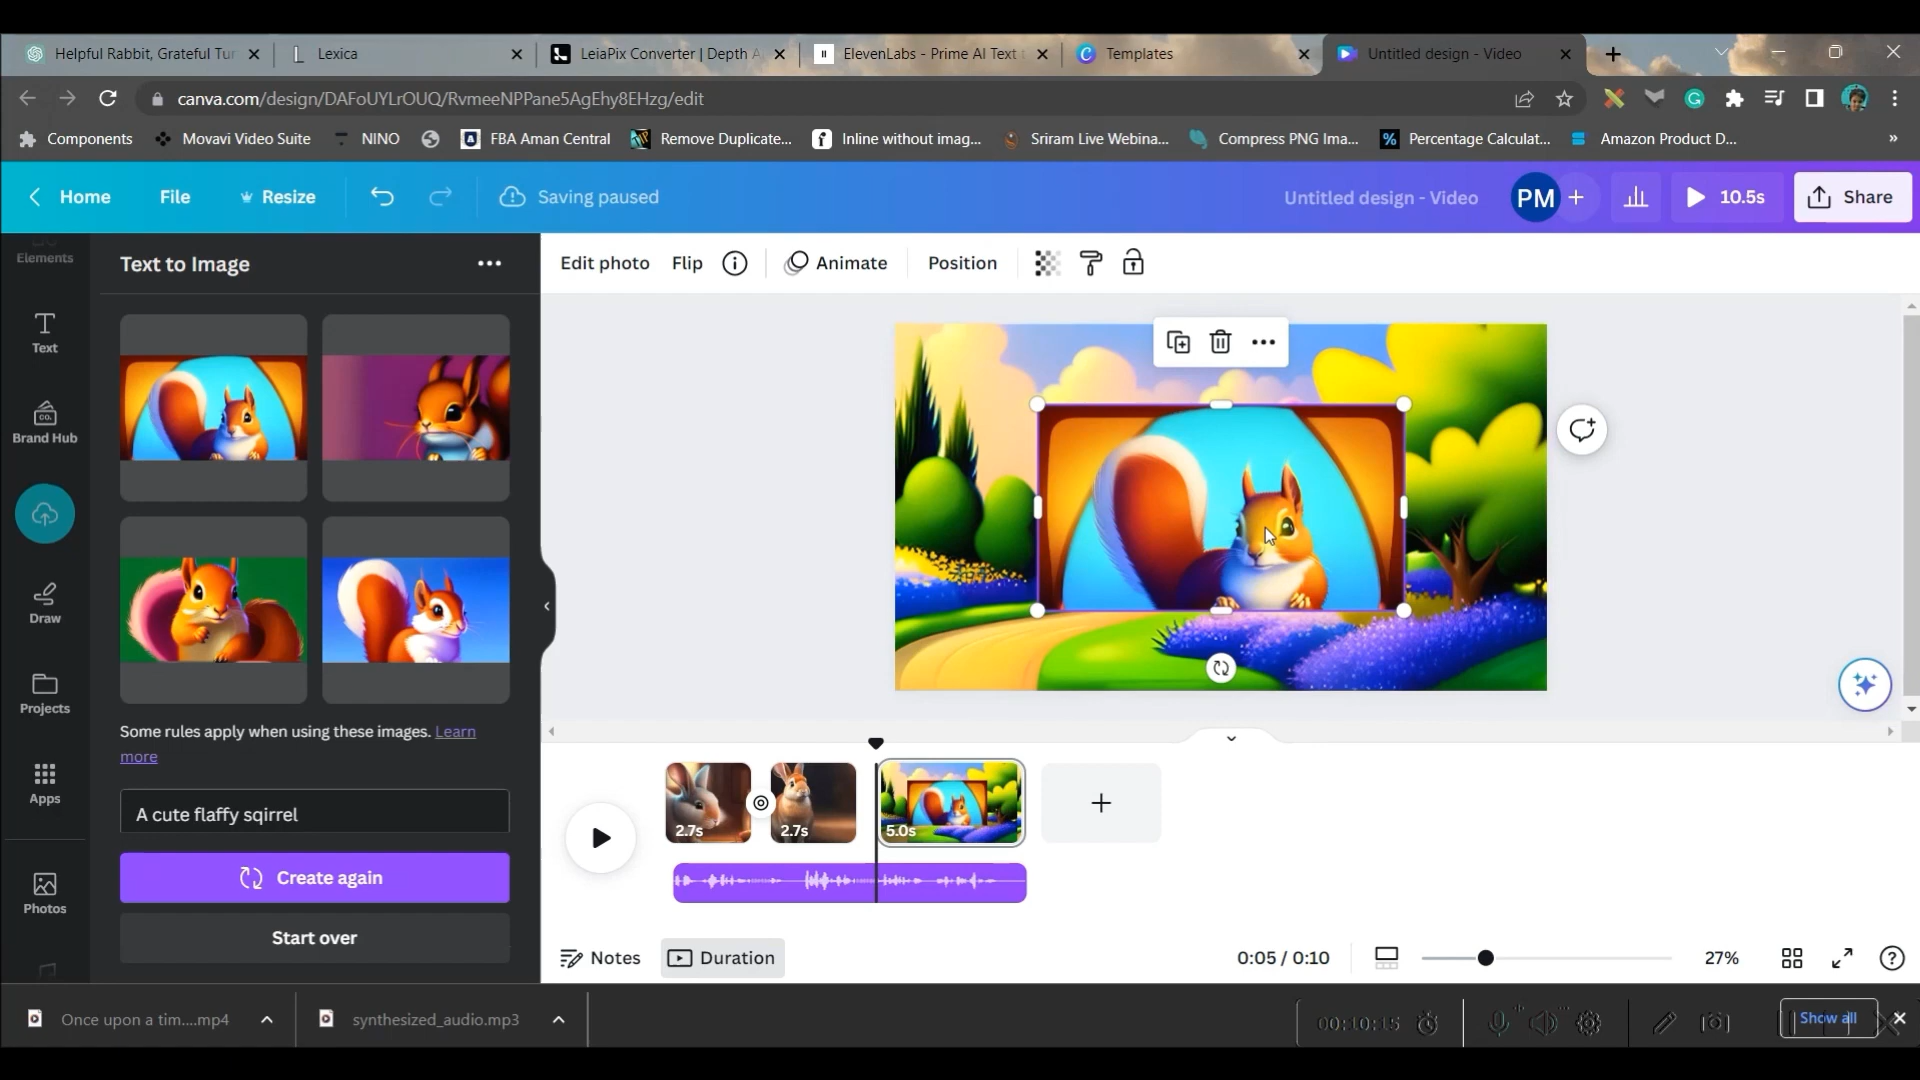 Helpful Rabbit, Grateful Tur
Lexica
LeiaPix Converter | Depth A
ElevenLabs - Prime AI Text t
Templates
Untitled design - Video
canva.com/design/DAFoUYLrOUQ/RvmeeNPPane5AgEhy8EHzg/edit
Components
Movavi Video Suite
NINO
FBA Aman Central
Remove Duplicate...
Inline without imag...
Sriram Live Webina...
Compress PNG Ima...
Percentage Calculat...
Amazon Product D...
Home
File
Resize
Saving paused
Untitled design - Video
PM
10.5s
Share
Elements
Text
Brand Hub
Draw
Projects
Apps
Photos
Text to Image
Some rules apply when using these images. Learn
more
A cute flaffy sqirrel
Create again
Start over
Edit photo
Flip
Animate
Position
2.7s
2.7s
5.0s
Notes
Duration
0:05 / 0:10
27%
Once upon a tim....mp4
synthesized_audio.mp3
00:10:15
Show all